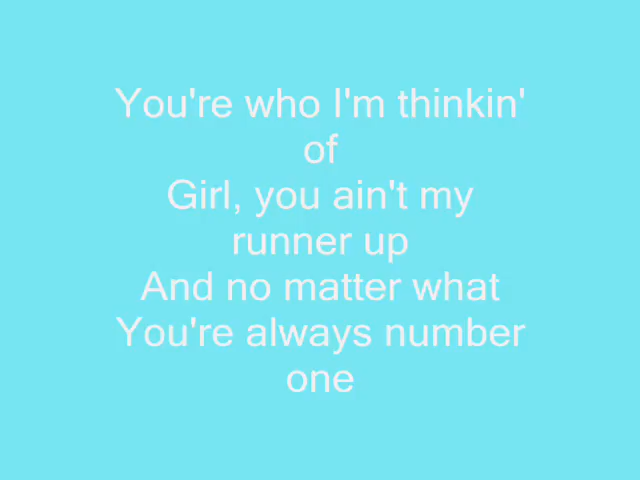 You're who I'm thinkin'
of
Girl, you ain't my
runner up
And no matter what
You're always number
one